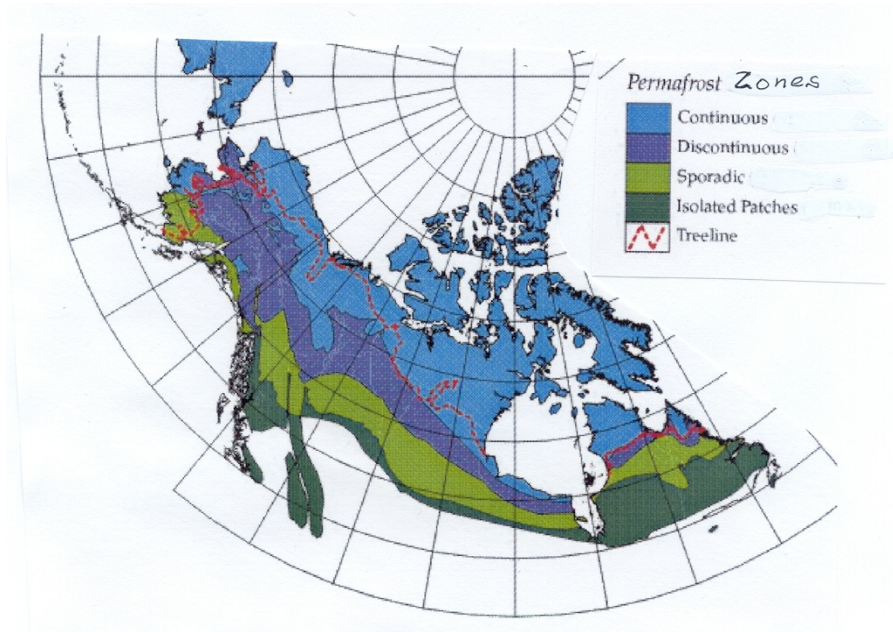 Permafrost Zones
Continuous
Discontinuous
Sporadic
Isolated Patches
Treeline